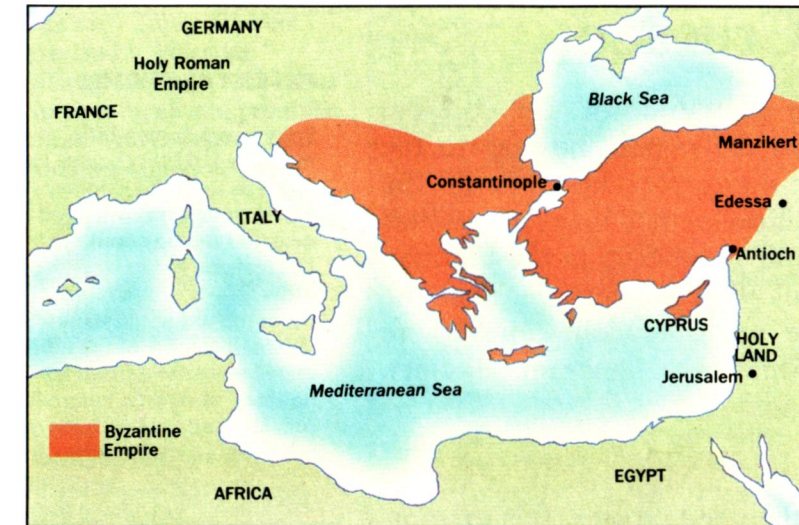 GERMANY
Holy Roman
Empire
FRANCE
Black Sea
Manzikert
Constantinople
Edessa
ITALY
Antioch
CYPRUS
HOLY
LAND
Jerusalem
Mediterranean Sea
Byzantine
Empire
EGYPT
AFRICA